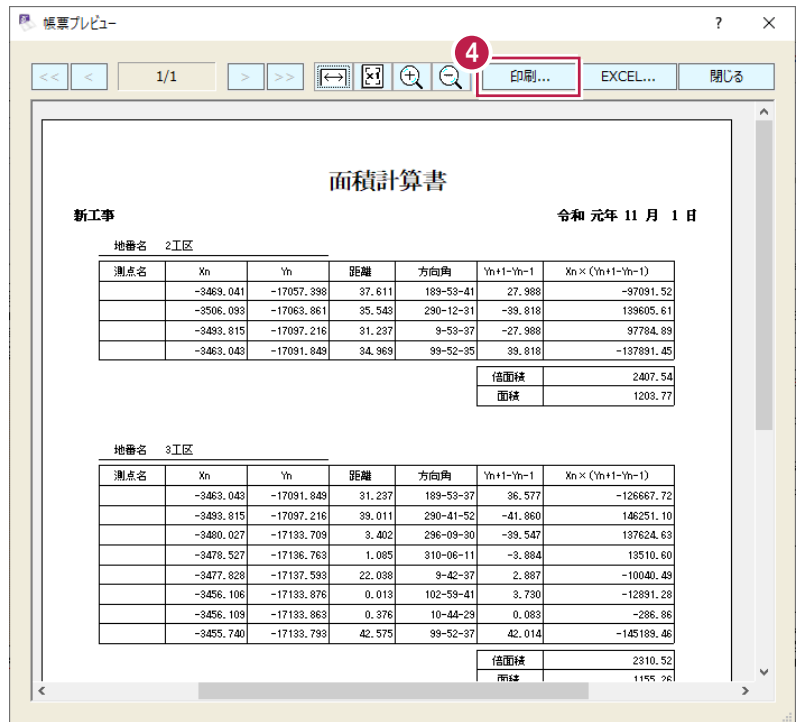 帳票プレビュー ? ×
4
<< < 1/1 > >> 印刷... EXCEL... 閉じる
面積計算書
新工事 令和 元年 11 月 1 日
地番名 2工区
測点名 Xn Yn 距離 方向角 Yn+1-Yn-1 Xn×(Yn+1-Yn-1)
-3469.041 -17057.398 37.611 189-53-41 27.988 -97091.52
-3506.093 -17063.861 35.543 290-12-31 -39.818 139605.61
-3493.815 -17097.216 31.237 9-53-37 -27.988 97784.89
-3463.043 -17091.849 34.969 99-52-35 39.818 -137891.45
倍面積 2407.54
面積 1203.77
地番名 3工区
測点名 Xn Yn 距離 方向角 Yn+1-Yn-1 Xn×(Yn+1-Yn-1)
-3463.043 -17091.849 31.237 189-53-37 36.577 -126667.72
-3493.815 -17097.216 39.011 290-41-52 -41.860 146251.10
-3480.027 -17133.709 3.402 296-09-30 -39.547 137624.63
-3478.527 -17136.763 1.085 310-06-11 -3.884 13510.60
-3477.828 -17137.593 22.038 9-42-37 2.887 -10040.49
-3456.106 -17133.876 0.013 102-59-41 3.730 -12891.28
-3456.109 -17133.863 0.376 10-44-29 0.083 -286.86
-3455.740 -17133.793 42.575 99-52-37 42.014 -145189.46
倍面積 2310.52
面積 1155.26